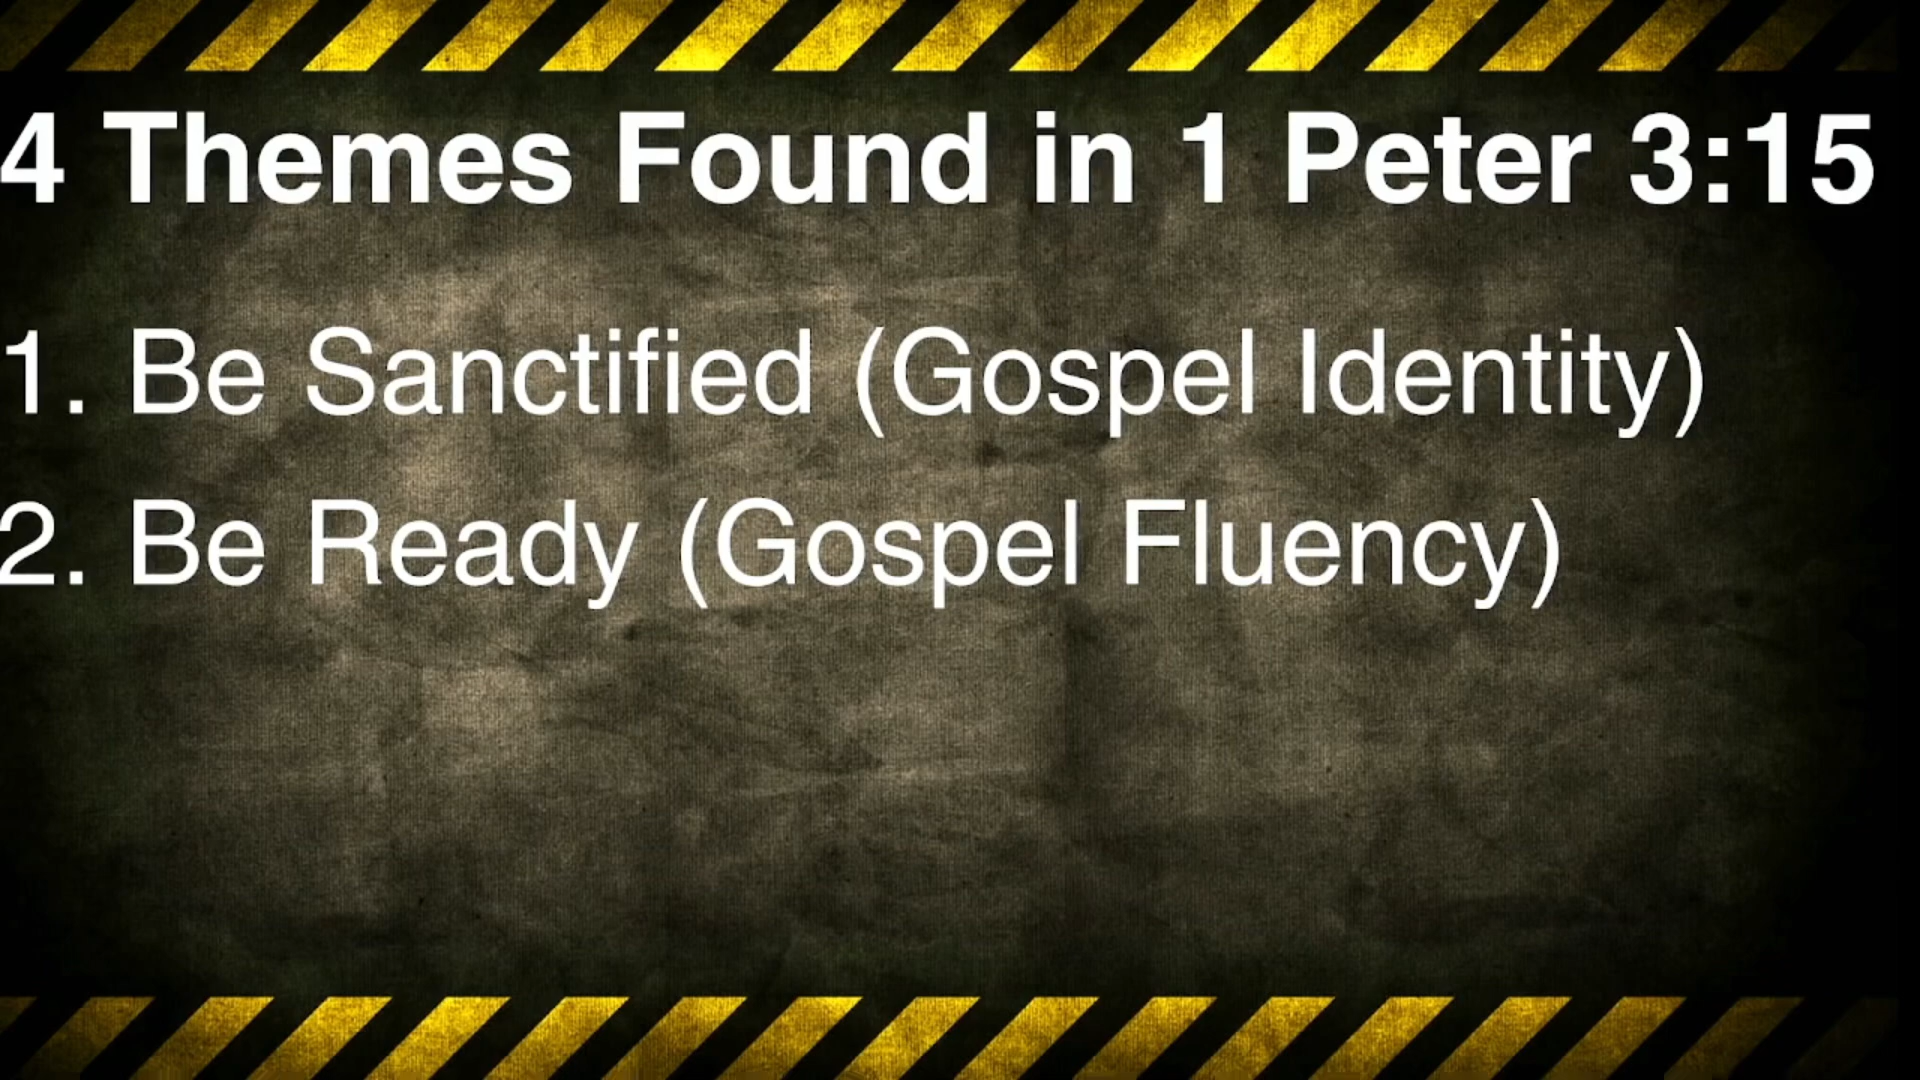 4 Themes Found in 1 Peter 3:15
1. Be Sanctified (Gospel Identity)
2. Be Ready (Gospel Fluency)